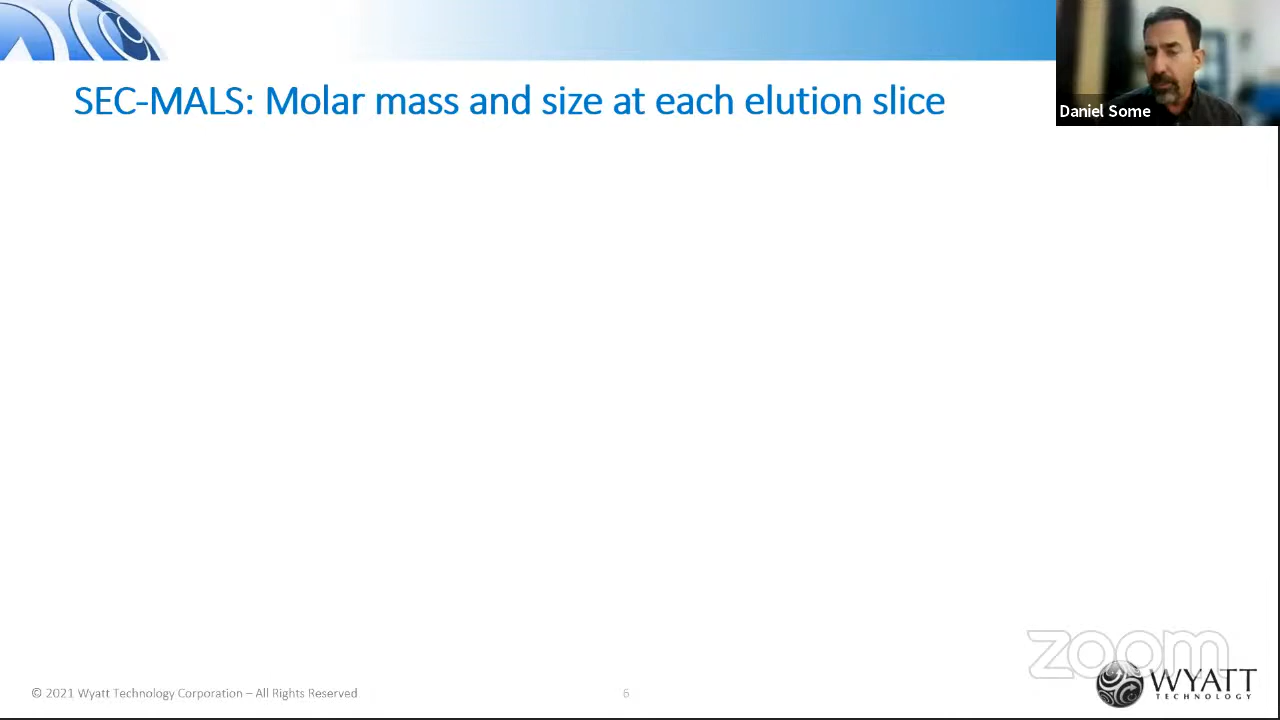 SEC-MALS: Molar mass and size at each elution slice
Daniel Some
zoom
© 2021 Wyatt Technology Corporation – All Rights Reserved
6
WYATT
TECHNOLOGY